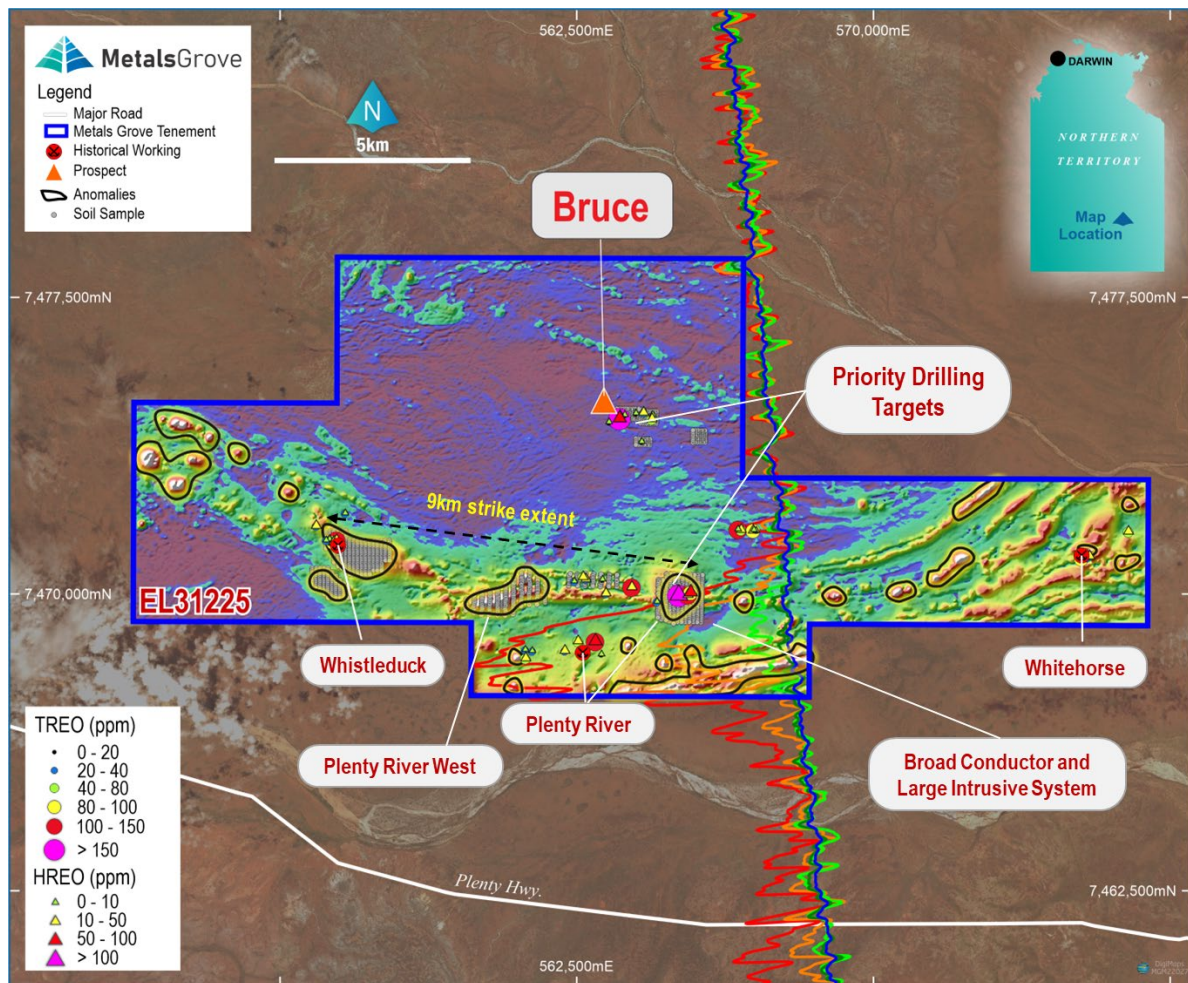 562,500mE
570,000mE
MetalsGrove
Legend
Major Road
Metals Grove Tenement
Historical Working
Prospect
Anomalies
Soil Sample
N
5km
DARWIN
NORTHERN
TERRITORY
Map
Location
Bruce
7,477,500mN
7,477,500mN
Priority Drilling
Targets
9km strike extent
EL31225
7,470,000mN
7,470,000mN
Whistleduck
Whitehorse
Plenty River
Plenty River West
Broad Conductor and
Large Intrusive System
TREO (ppm)
0 - 20
20 - 40
40 - 80
80 - 100
100 - 150
> 150
HREO (ppm)
0 - 10
10 - 50
50 - 100
> 100
Plenty Hwy.
7,462,500mN
562,500mE
DigiMaps